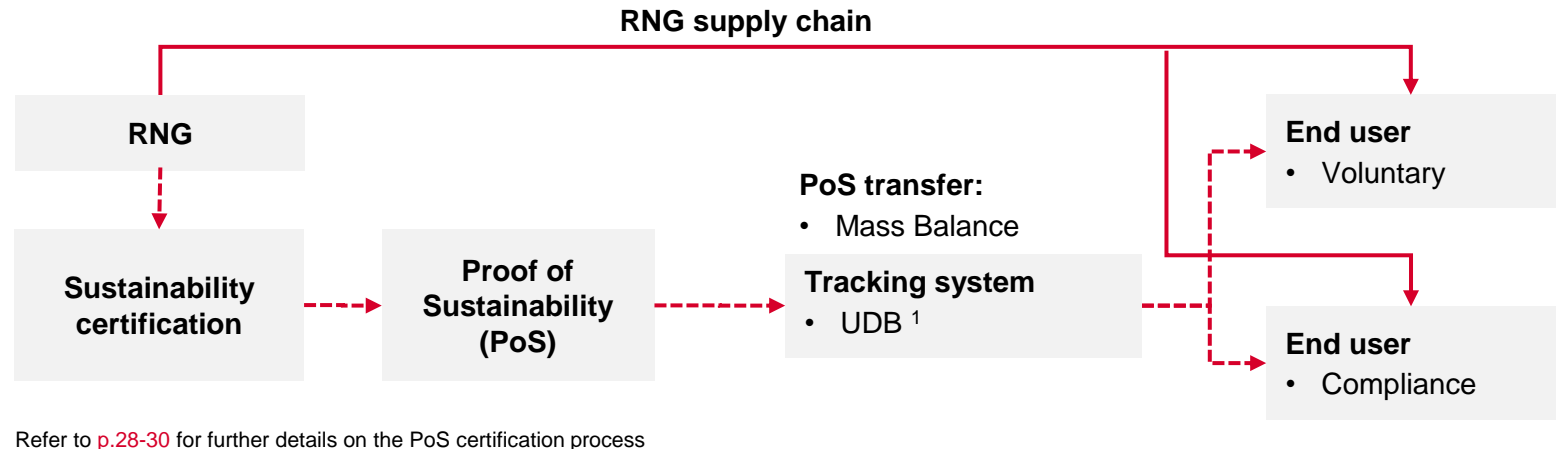 RNG supply chain
RNG
Sustainability
certification
Proof of
Sustainability
(PoS)
PoS transfer:
• Mass Balance
Tracking system
• UDB ¹
End user
• Voluntary
End user
• Compliance
Refer to p.28-30 for further details on the PoS certification process